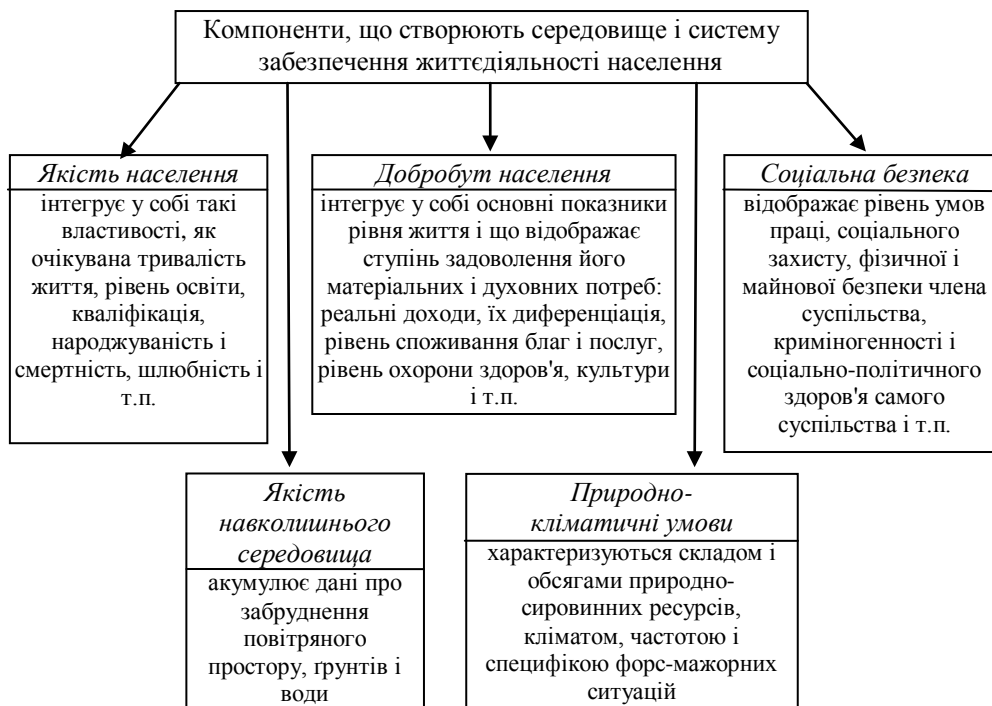 Компоненти, що створюють середовище і систему
забезпечення життєдіяльності населення
Якість населення
інтегрує у собі такі
властивості, як
очікувана тривалість
життя, рівень освіти,
кваліфікація,
народжуваність і
смертність, шлюбність і
т.п.
Добробут населення
інтегрує у собі основні показники
рівня життя і що відображає
ступінь задоволення його
матеріальних і духовних потреб:
реальні доходи, їх диференціація,
рівень споживання благ і послуг,
рівень охорони здоров'я, культури
і т.п.
Соціальна безпека
відображає рівень умов
праці, соціального
захисту, фізичної і
майнової безпеки члена
суспільства,
криміногенності і
соціально-політичного
здоров'я самого
суспільства і т.п.
Якість
навколишнього
середовища
акумулює дані про
забруднення
повітряного
простору, ґрунтів і
води
Природно-
кліматичні умови
характеризуються складом і
обсягами природно-
сировинних ресурсів,
кліматом, частотою і
специфікою форс-мажорних
ситуацій